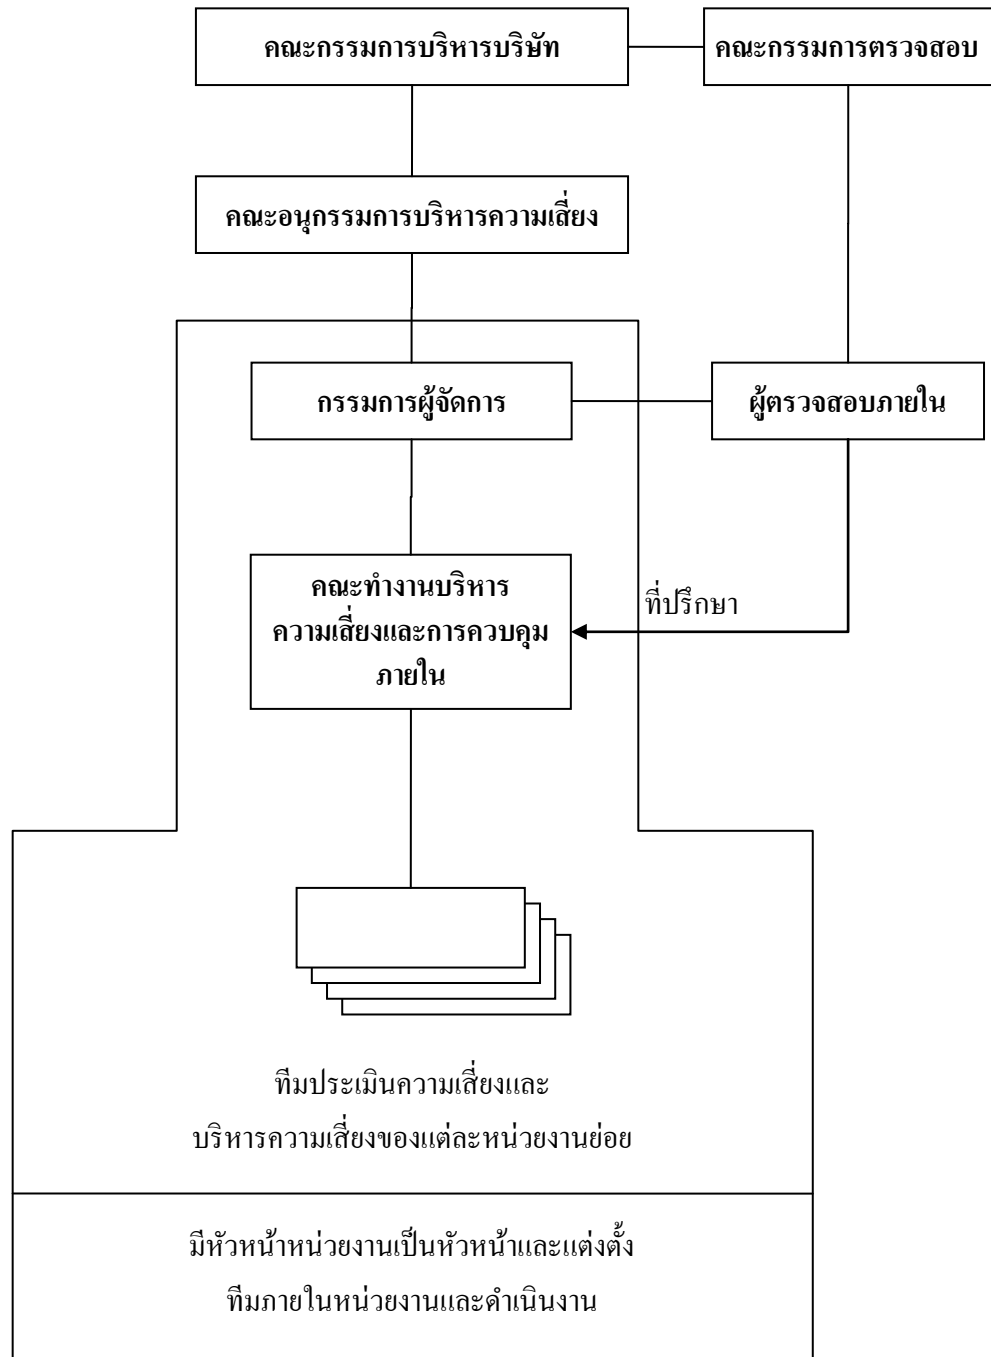 คณะกรรมการบริหารบริษัท
คณะกรรมการตรวจสอบ
คณะอนุกรรมการบริหารความเสี่ยง
กรรมการผู้จัดการ
ผู้ตรวจสอบภายใน
คณะทำงานบริหาร
ความเสี่ยงและการควบคุม
ภายใน
ที่ปรึกษา
ทีมประเมินความเสี่ยงและ
บริหารความเสี่ยงของแต่ละหน่วยงานย่อย
มีหัวหน้าหน่วยงานเป็นหัวหน้าและแต่งตั้ง
ทีมภายในหน่วยงานและดำเนินงาน